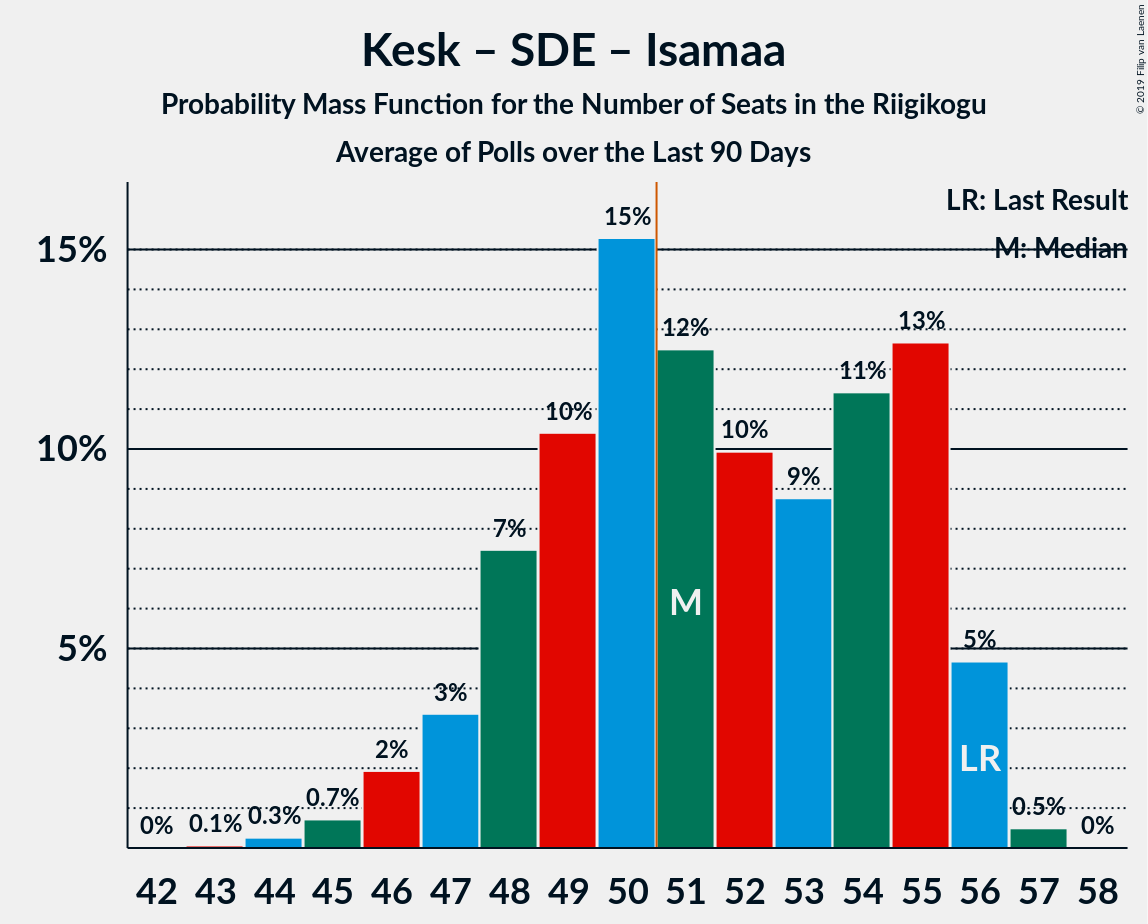 Kesk – SDE – Isamaa
Probability Mass Function for the Number of Seats in the Riigikogu
Average of Polls over the Last 90 Days
© 2019 Filip van Laenen
LR: Last Result
M: Median
15%
10%
5%
0%
0.1%
0.3%
0.7%
2%
3%
7%
10%
15%
12%
10%
9%
11%
13%
5%
0.5%
0%
M
LR
42 43 44 45 46 47 48 49 50 51 52 53 54 55 56 57 58